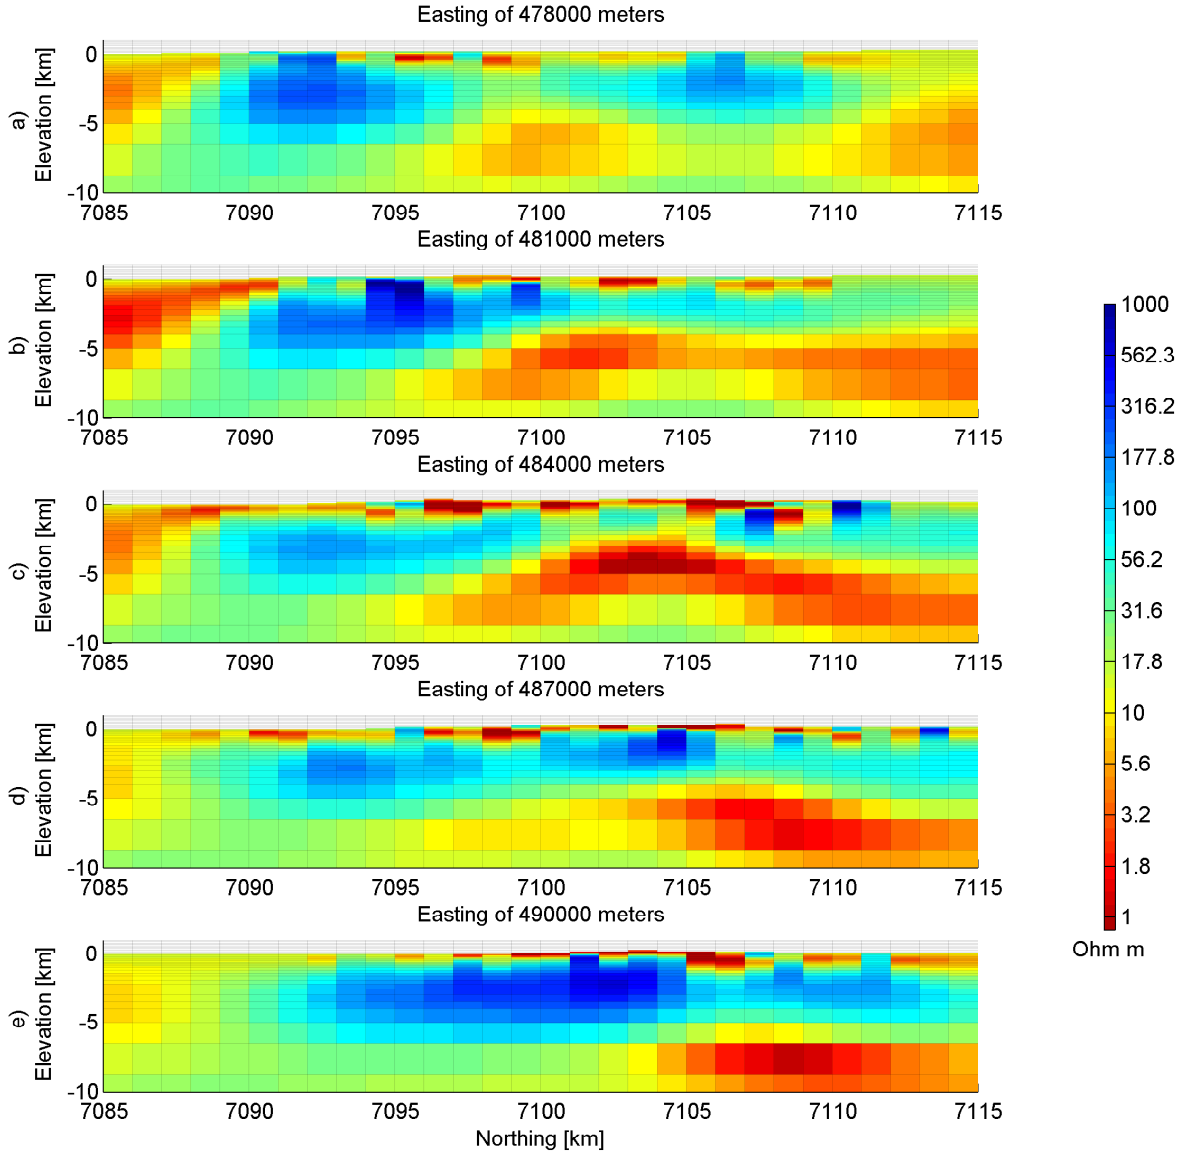 Easting of 478000 meters
a)
Elevation [km]
0
-5
-10
7085 7090 7095 7100 7105 7110 7115
Easting of 481000 meters
b)
Elevation [km]
0
-5
-10
7085 7090 7095 7100 7105 7110 7115
Easting of 484000 meters
c)
Elevation [km]
0
-5
-10
7085 7090 7095 7100 7105 7110 7115
Easting of 487000 meters
d)
Elevation [km]
0
-5
-10
7085 7090 7095 7100 7105 7110 7115
Easting of 490000 meters
e)
Elevation [km]
0
-5
-10
7085 7090 7095 7100 7105 7110 7115
Northing [km]
1000
562.3
316.2
177.8
100
56.2
31.6
17.8
10
5.6
3.2
1.8
1
Ohm m